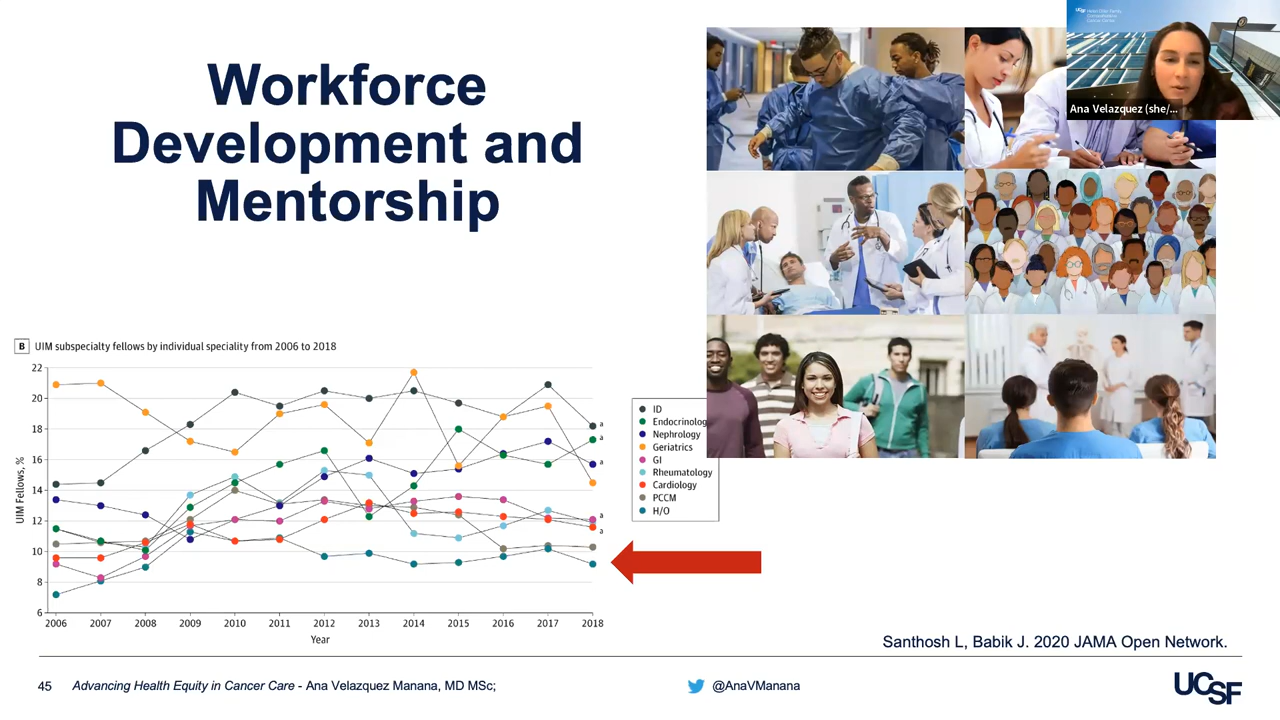 Workforce
Development and
Mentorship
UCSF
Ana Velazquez (she/...
B UIM subspecialty fellows by individual speciality from 2006 to 2018
UIM Fellows, %
22
20
18
16
14
12
10
8
6
2006 2007 2008 2009 2010 2011 2012 2013 2014 2015 2016 2017 2018
Year
a
a
a
a
a
ID
Endocrinolog
Nephrology
Geriatrics
GI
Rheumatology
Cardiology
PCCM
H/O
Santhosh L, Babik J. 2020 JAMA Open Network.
45 Advancing Health Equity in Cancer Care - Ana Velazquez Manana, MD MSc;
@AnaVManana
UCSF